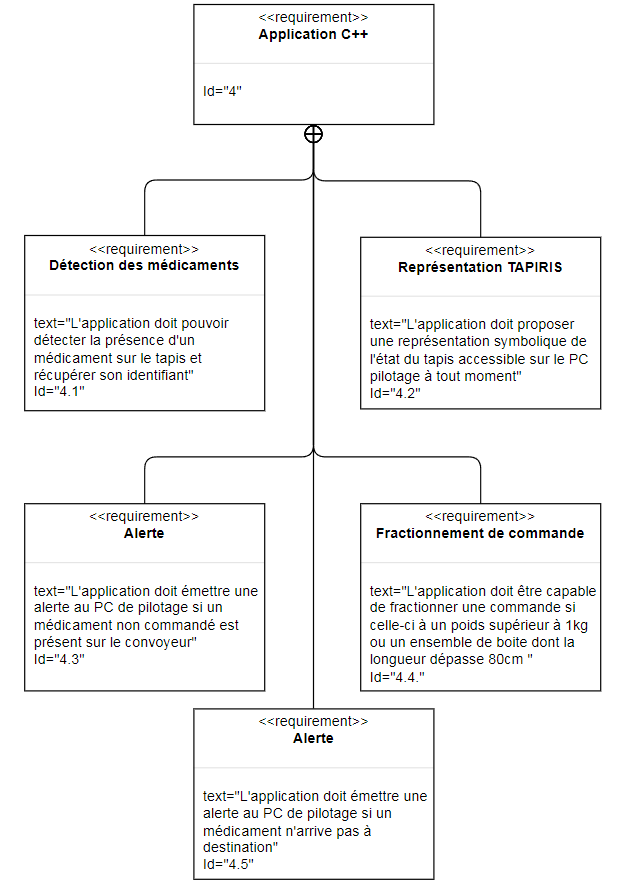 <<requirement>>
Application C++
Id="4"
<<requirement>>
Détection des médicaments
text="L'application doit pouvoir
détecter la présence d'un
médicament sur le tapis et
récupérer son identifiant"
Id="4.1"
<<requirement>>
Représentation TAPIRIS
text="L'application doit proposer
une représentation symbolique de
l'état du tapis accessible sur le PC
pilotage à tout moment"
Id="4.2"
<<requirement>>
Alerte
text="L'application doit émettre une
alerte au PC de pilotage si un
médicament non commandé est
présent sur le convoyeur"
Id="4.3"
<<requirement>>
Fractionnement de commande
text="L'application doit être capable
de fractionner une commande si
celle-ci à un poids supérieur à 1kg
ou un ensemble de boite dont la
longueur dépasse 80cm "
Id="4.4."
<<requirement>>
Alerte
text="L'application doit émettre une
alerte au PC de pilotage si un
médicament n'arrive pas à
destination"
Id="4.5"